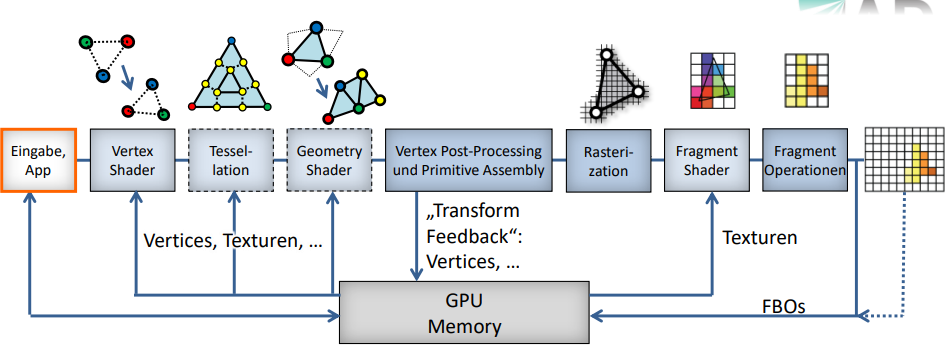 Eingabe,
App
Vertex
Shader
Tessel-
lation
Geometry
Shader
Vertex Post-Processing
und Primitive Assembly
Rasteri-
zation
Fragment
Shader
Fragment
Operationen
Vertices, Texturen, ...
„Transform
Feedback“:
Vertices, ...
Texturen
GPU
Memory
FBOs